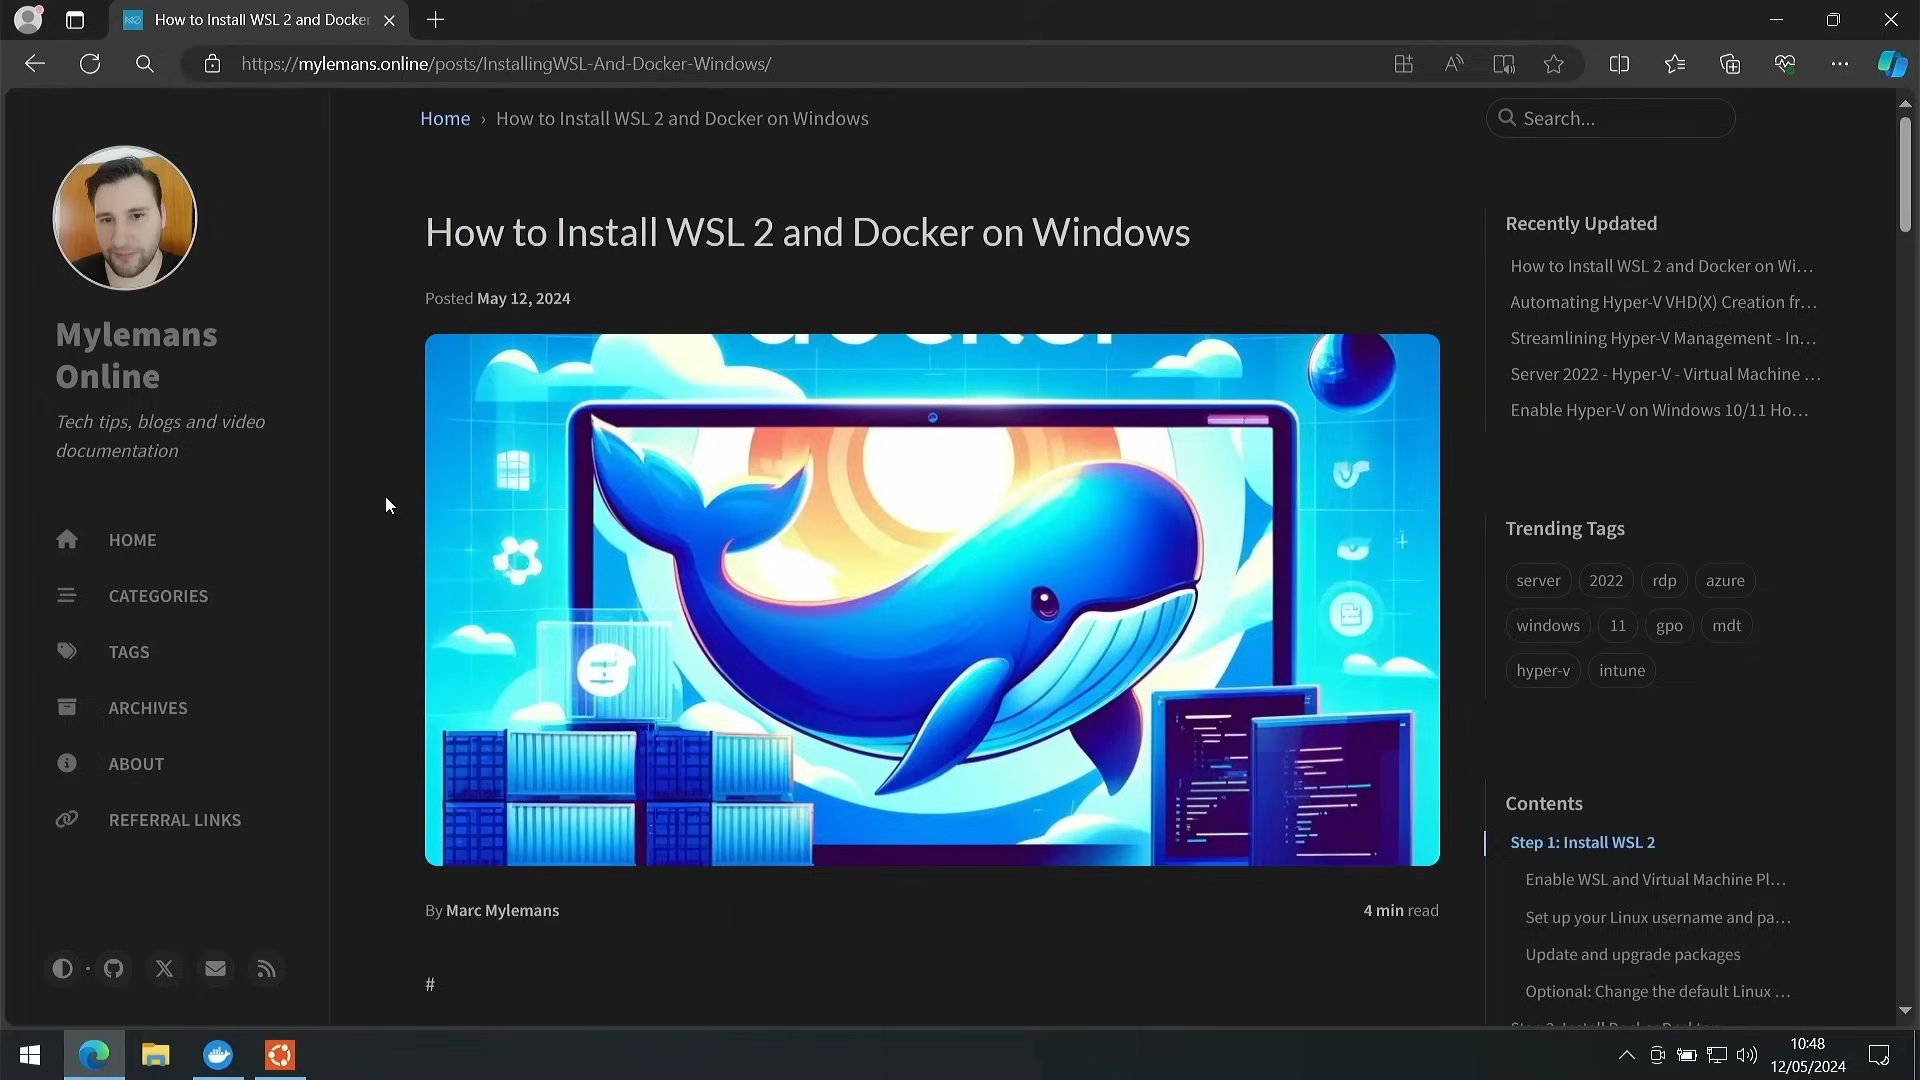 How to Install WSL 2 and Docker
https://mylemans.online/posts/InstallingWSL-And-Docker-Windows/
Mylemans
Online
Tech tips, blogs and video
documentation
HOME
CATEGORIES
TAGS
ARCHIVES
ABOUT
REFERRAL LINKS
Home › How to Install WSL 2 and Docker on Windows
How to Install WSL 2 and Docker on Windows
Posted May 12, 2024
By Marc Mylemans
4 min read
#
Search...
Recently Updated
How to Install WSL 2 and Docker on Wi...
Automating Hyper-V VHD(X) Creation fr...
Streamlining Hyper-V Management - In...
Server 2022 - Hyper-V - Virtual Machine ...
Enable Hyper-V on Windows 10/11 Ho...
Trending Tags
server 2022 rdp azure
windows 11 gpo mdt
hyper-v intune
Contents
Step 1: Install WSL 2
Enable WSL and Virtual Machine Pl...
Set up your Linux username and pa...
Update and upgrade packages
Optional: Change the default Linux ...
10:48
12/05/2024